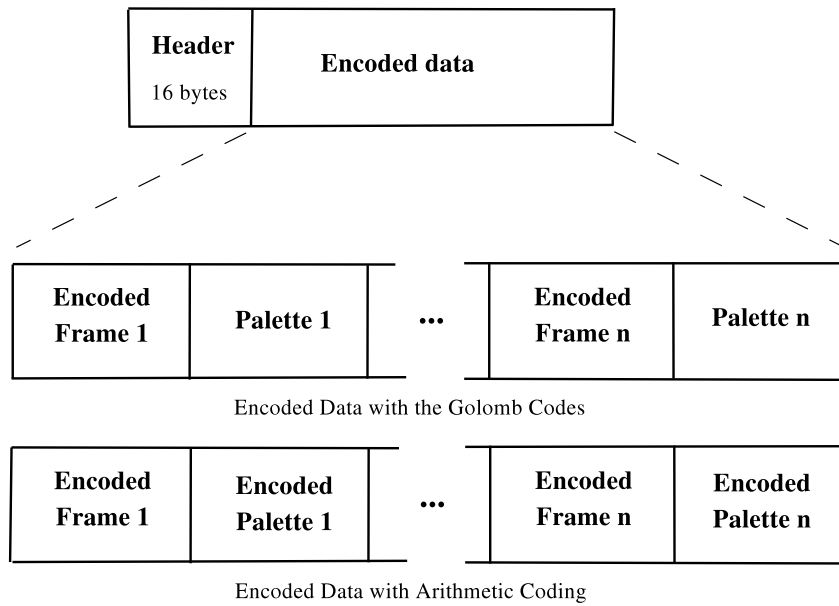 Header
16 bytes
Encoded data
Encoded
Frame 1
Palette 1
...
Encoded
Frame n
Palette n
Encoded Data with the Golomb Codes
Encoded
Frame 1
Encoded
Palette 1
...
Encoded
Frame n
Encoded
Palette n
Encoded Data with Arithmetic Coding